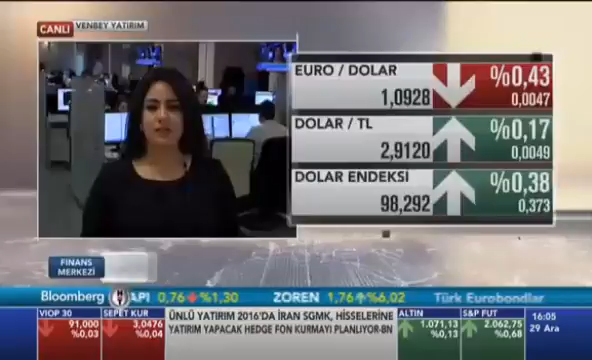 CANLI VENBEY YATIRIM
EURO / DOLAR %0,43
1,0928 0,0047
DOLAR / TL %0,17
2,9120 0,0049
DOLAR ENDEKSİ %0,38
98,292 0,373
FİNANS
MERKEZİ
Bloomberg API 0,76 %1,30 ZOREN 1,76 %6,02 Türk Eurobondlar
VIOP 30 SEPET KUR ALTIN S&P FUT 16:05
91,000 3,0476 1,071,13 2,062,75 29 Ara
%0,03 %0,04 %0,13 %0,68
ÜNLÜ YATIRIM 2016'DA İRAN SGMK, HİSSELERİNE
YATIRIM YAPACAK HEDGE FON KURMAYI PLANLIYOR-BN